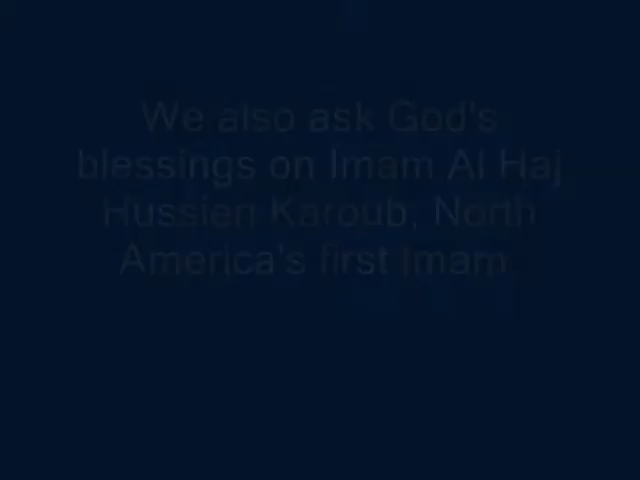 We also ask God's
blessings on Imam Al Haj
Hussien Karoub, North
America's first Imam